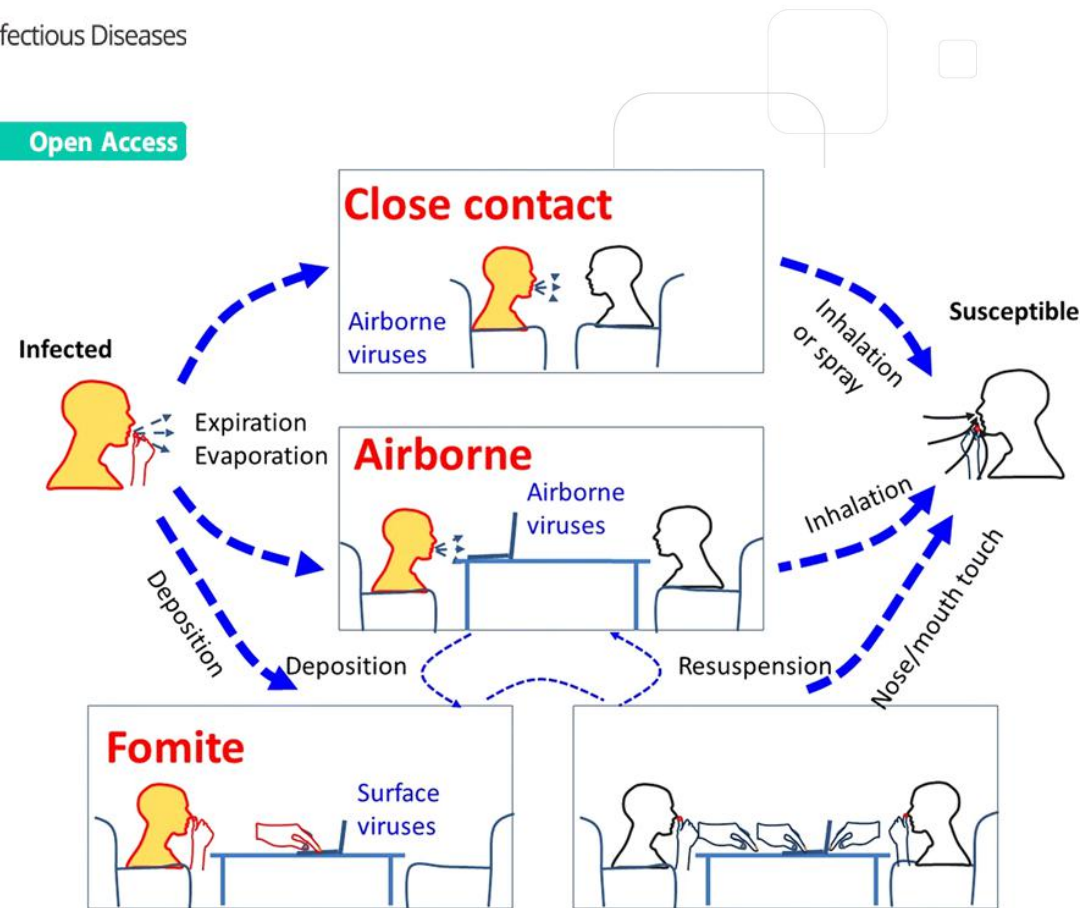 fectious Diseases
Open Access
Close contact
Airborne
viruses
Inhalation
or spray
Susceptible
Infected
Expiration
Evaporation
Airborne
Airborne
viruses
Inhalation
Deposition
Deposition
Resuspension
Nose/mouth touch
Fomite
Surface
viruses